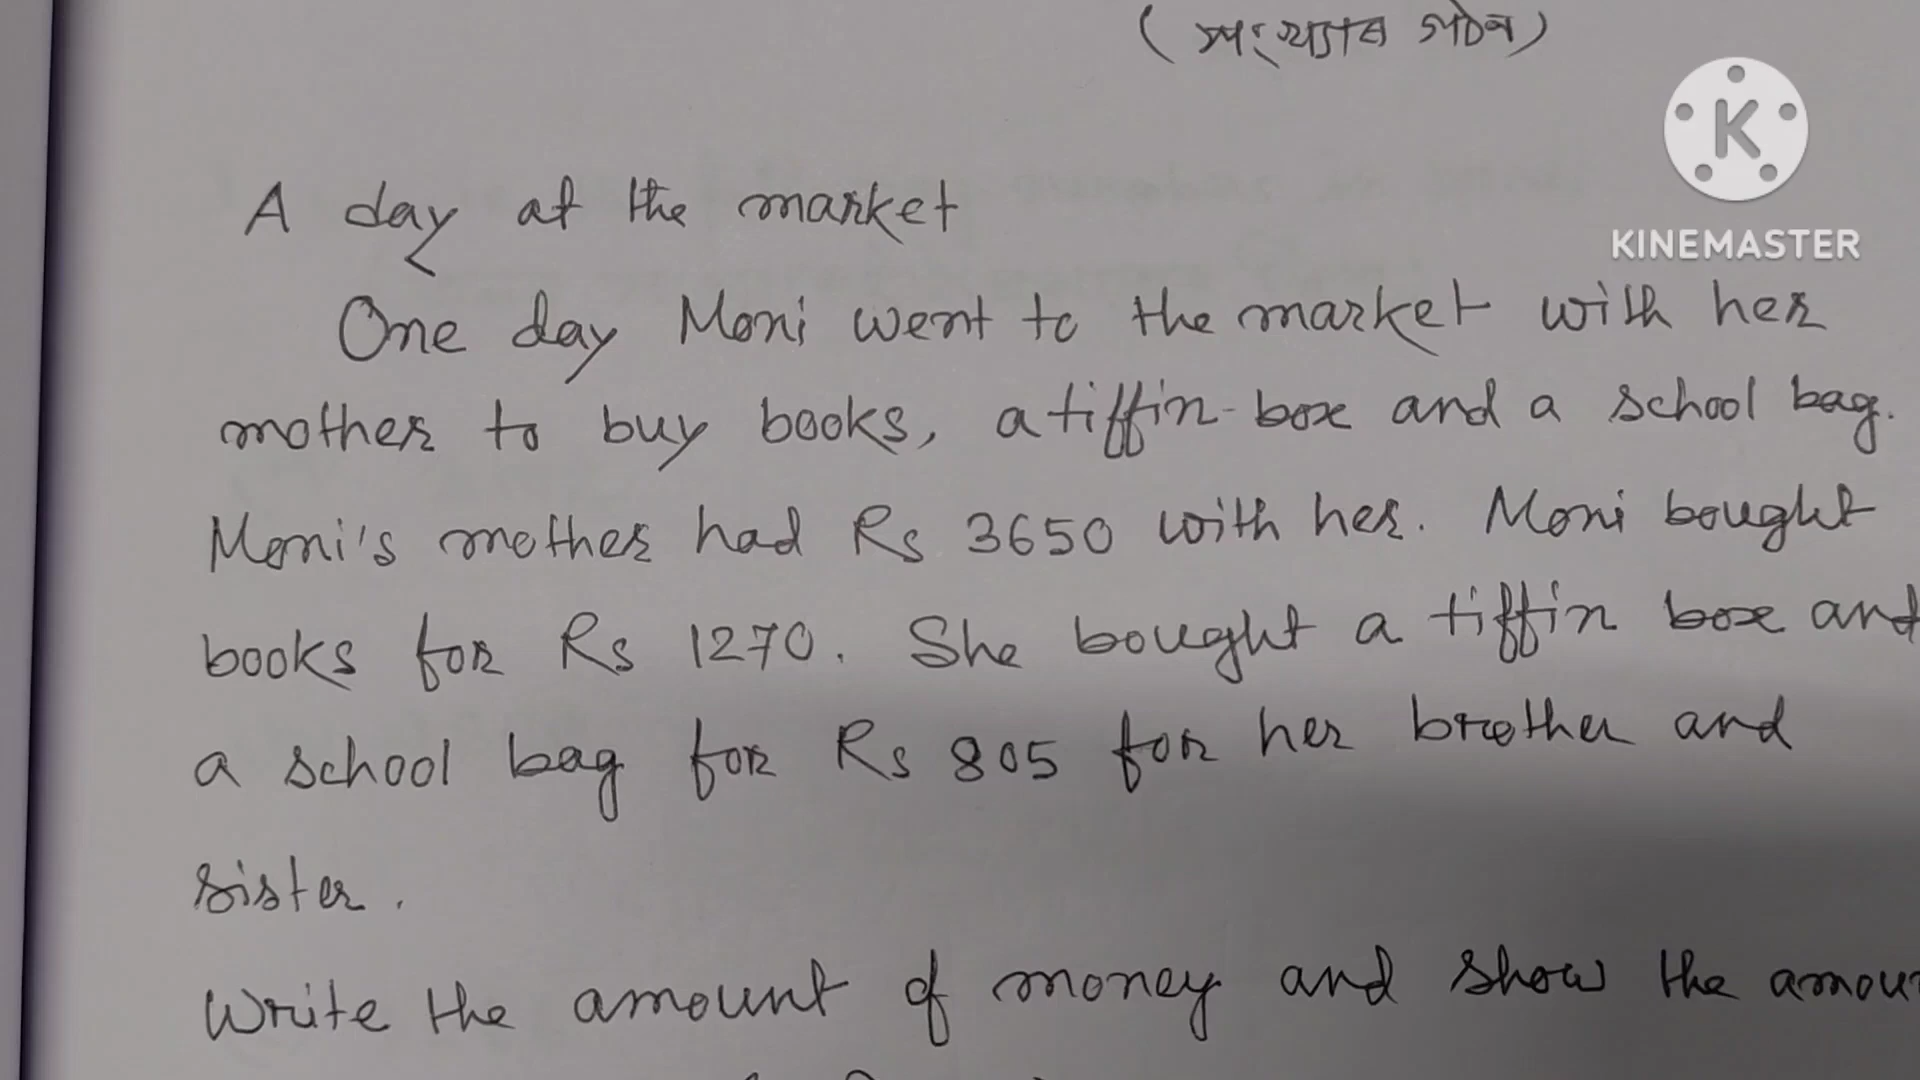 (সংখ্যার গঠন)
K
KINEMASTER
A day at the market
One day Moni went to the market with her
mother to buy books, a tiffin-box and a school bag.
Moni's mother had Rs 3650 with her. Moni bought
books for Rs 1270. She bought a tiffin box and
a school bag for Rs 805 for her brother and
sister.
Write the amount of money and show the amou